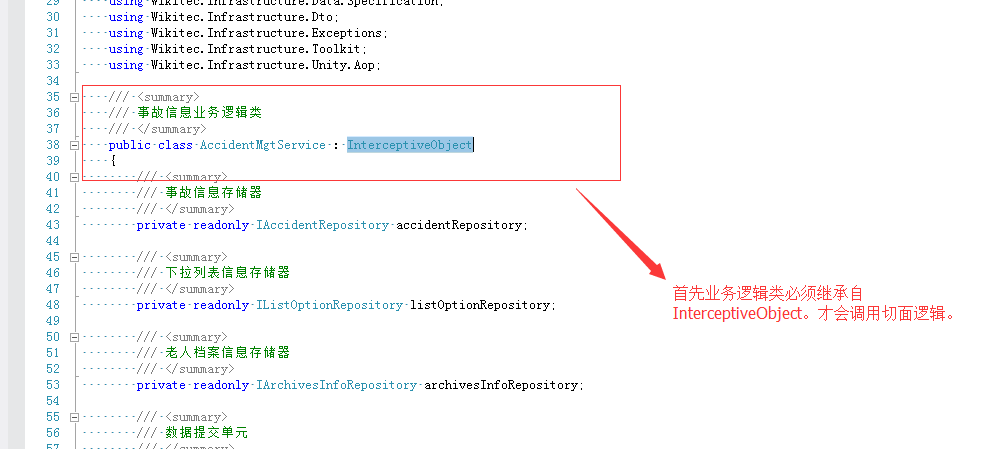 29 using Wikitec.Infrastructure.Data.Specification;
30 using Wikitec.Infrastructure.Dto;
31 using Wikitec.Infrastructure.Exceptions;
32 using Wikitec.Infrastructure.Toolkit;
33 using Wikitec.Infrastructure.Unity.Aop;
34
35 /// <summary>
36 /// 事故信息业务逻辑类
37 /// </summary>
38 public class AccidentMgtService : InterceptiveObject
39 {
40 /// <summary>
41 /// 事故信息存储器
42 /// </summary>
43 private readonly IAccidentRepository accidentRepository;
44
45 /// <summary>
46 /// 下拉列表信息存储器
47 /// </summary>
48 private readonly IListOptionRepository listOptionRepository;
49
50 /// <summary>
51 /// 老人档案信息存储器
52 /// </summary>
53 private readonly IArchivesInfoRepository archivesInfoRepository;
54
55 /// <summary>
56 /// 数据提交单元
57 /// </summary>
首先业务逻辑类必须继承自
InterceptiveObject。才会调用切面逻辑。